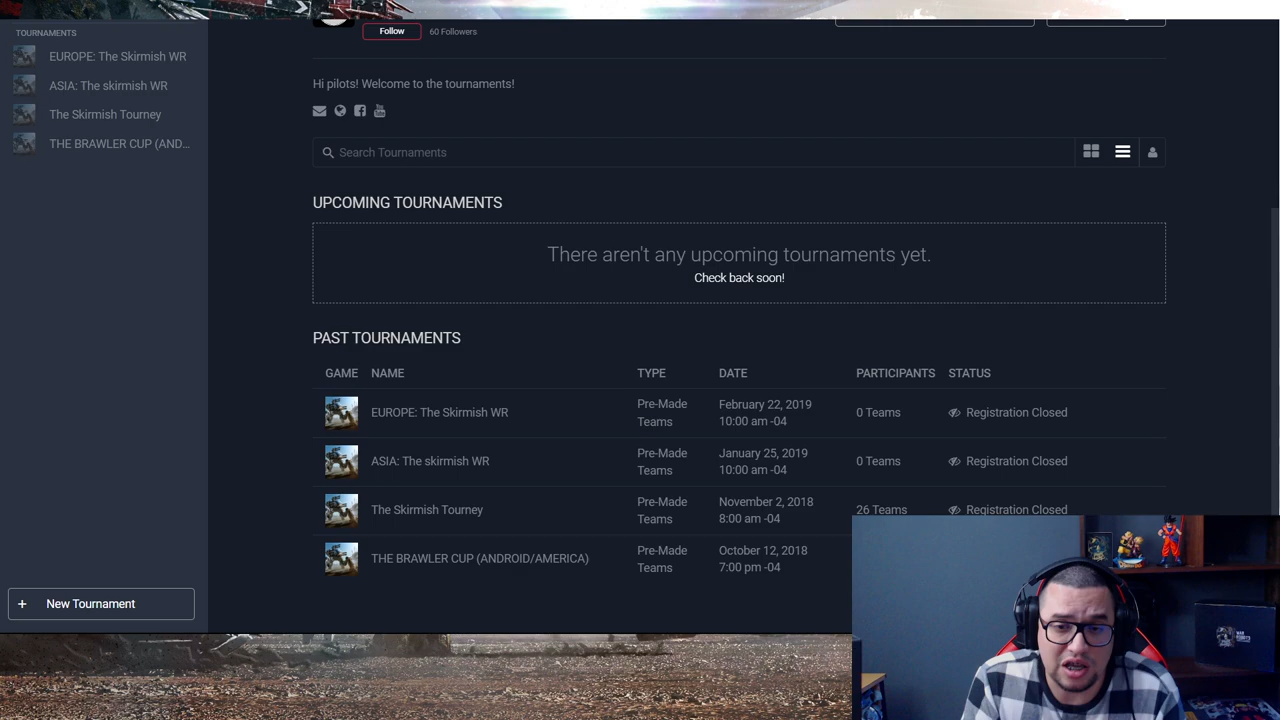 TOURNAMENTS
EUROPE: The Skirmish WR
ASIA: The skirmish WR
The Skirmish Tourney
THE BRAWLER CUP (AND...
+ New Tournament
Follow 60 Followers
Hi pilots! Welcome to the tournaments!
Search Tournaments
UPCOMING TOURNAMENTS
There aren't any upcoming tournaments yet.
Check back soon!
PAST TOURNAMENTS
GAME NAME TYPE DATE PARTICIPANTS STATUS
EUROPE: The Skirmish WR Pre-Made Teams February 22, 2019 10:00 am -04 0 Teams Registration Closed
ASIA: The skirmish WR Pre-Made Teams January 25, 2019 10:00 am -04 0 Teams Registration Closed
The Skirmish Tourney Pre-Made Teams November 2, 2018 8:00 am -04 26 Teams Registration Closed
THE BRAWLER CUP (ANDROID/AMERICA) Pre-Made Teams October 12, 2018 7:00 pm -04